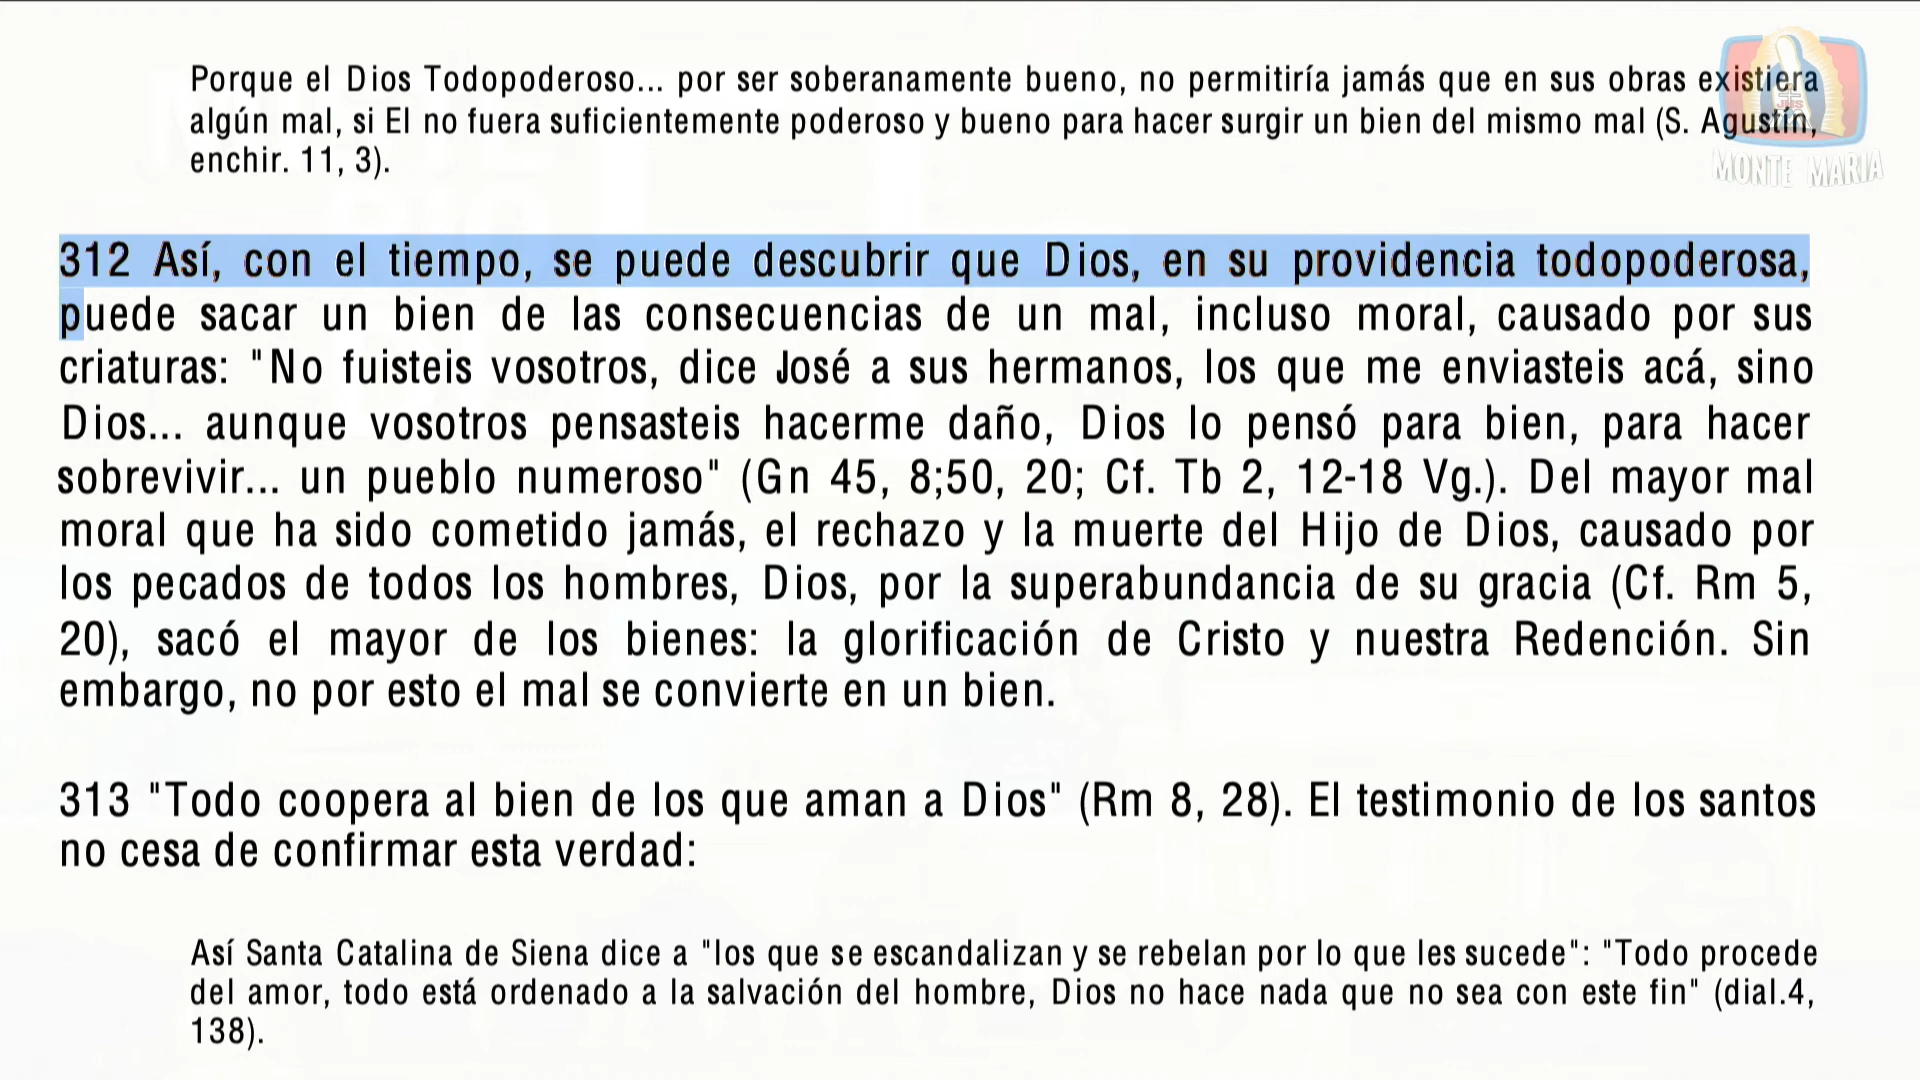 Porque el Dios Todopoderoso... por ser soberanamente bueno, no permitiría jamás que en sus obras existiera
algún mal, si El no fuera suficientemente poderoso y bueno para hacer surgir un bien del mismo mal (S. Agustín,
enchir. 11, 3).
MONTE MARIA
312 Así, con el tiempo, se puede descubrir que Dios, en su providencia todopoderosa,
puede sacar un bien de las consecuencias de un mal, incluso moral, causado por sus
criaturas: "No fuisteis vosotros, dice José a sus hermanos, los que me enviasteis acá, sino
Dios... aunque vosotros pensasteis hacerme daño, Dios lo pensó para bien, para hacer
sobrevivir... un pueblo numeroso" (Gn 45, 8;50, 20; Cf. Tb 2, 12-18 Vg.). Del mayor mal
moral que ha sido cometido jamás, el rechazo y la muerte del Hijo de Dios, causado por
los pecados de todos los hombres, Dios, por la superabundancia de su gracia (Cf. Rm 5,
20), sacó el mayor de los bienes: la glorificación de Cristo y nuestra Redención. Sin
embargo, no por esto el mal se convierte en un bien.
313 "Todo coopera al bien de los que aman a Dios" (Rm 8, 28). El testimonio de los santos
no cesa de confirmar esta verdad:
Así Santa Catalina de Siena dice a "los que se escandalizan y se rebelan por lo que les sucede": "Todo procede
del amor, todo está ordenado a la salvación del hombre, Dios no hace nada que no sea con este fin" (dial.4,
138).